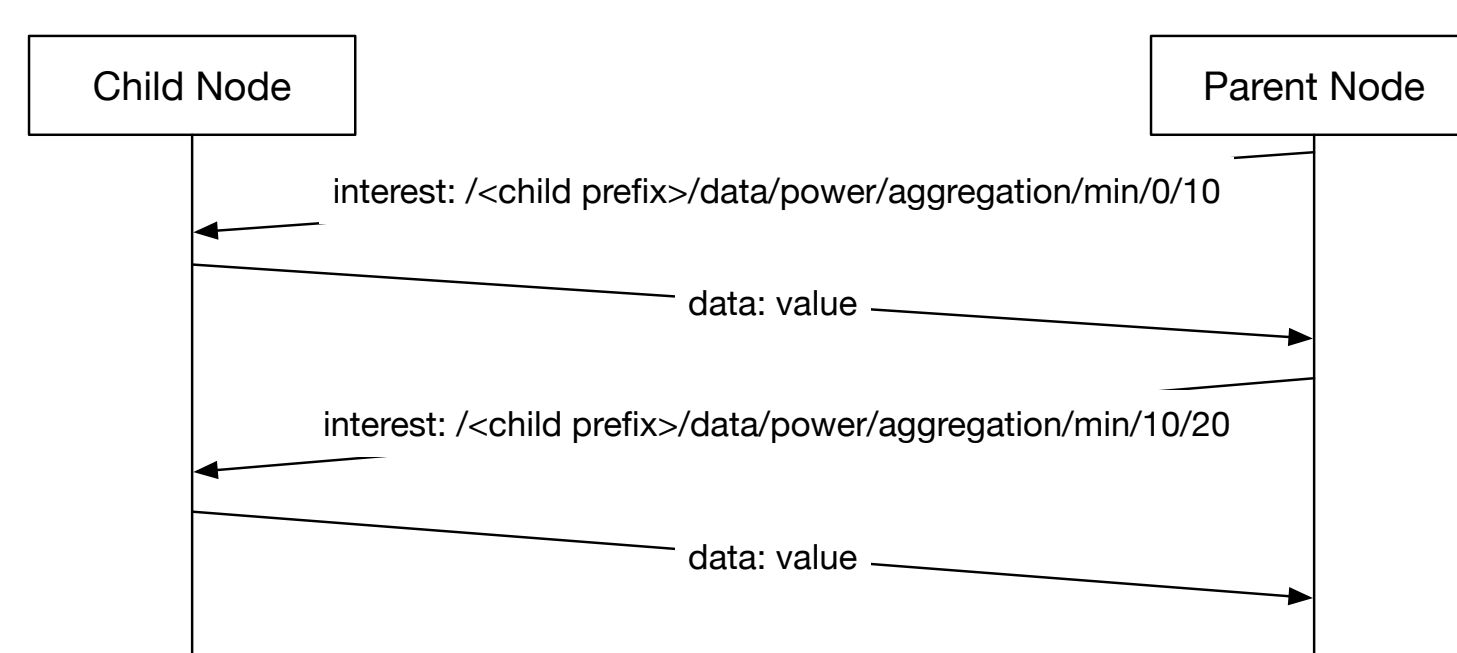 Child Node
Parent Node
interest: /<child prefix>/data/power/aggregation/min/0/10
data: value
interest: /<child prefix>/data/power/aggregation/min/10/20
data: value